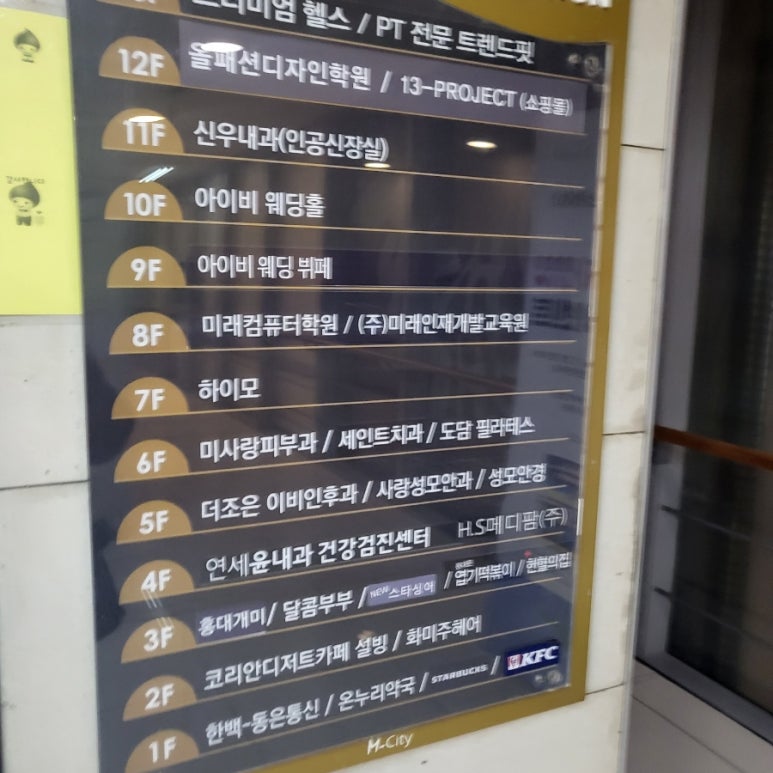 프리미엄 헬스 / PT 전문 트렌드핏
12F 올패션디자인학원 / 13-PROJECT (쇼핑몰)
11F 신우내과(인공신장실)
10F 아이비 웨딩홀
9F 아이비 웨딩 뷔페
8F 미래컴퓨터학원 / (주)미래인재개발교육원
7F 하이모
6F 미사랑피부과 / 세인트치과 / 도담 필라테스
5F 더조은 이비인후과 / 사랑성모안과 / 성모안경
4F 연세윤내과 건강검진센터 H.S메디팜(주)
3F 홍대개미 / 달콤부부 / NEW 스타싱어 / 엽기떡볶이 / 헌혈의집
2F 코리안디저트카페 설빙 / 화미주헤어
1F 한백-동은통신 / 온누리약국 / STARBUCKS / KFC
M-City
감사합니다